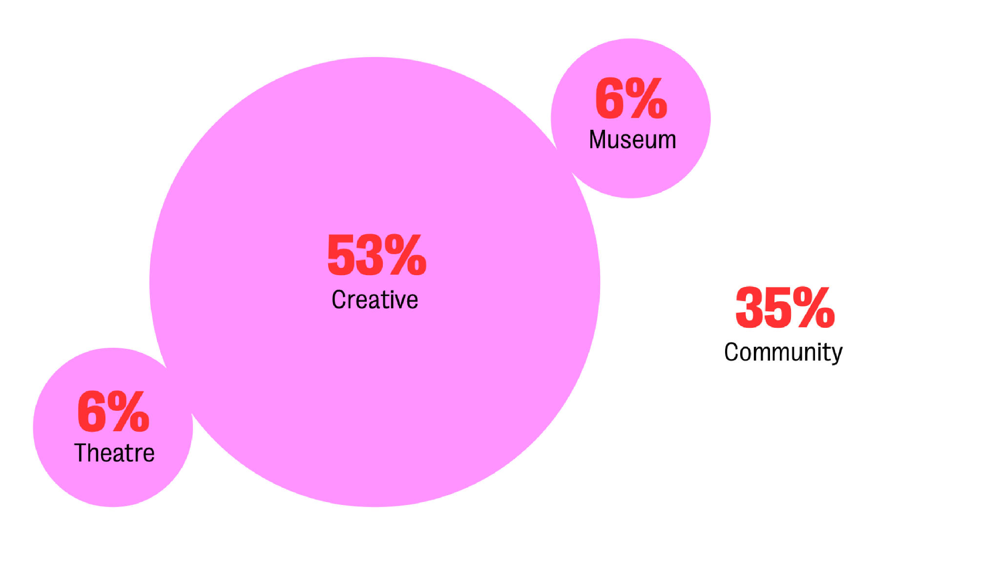 6%
Museum
53%
Creative
35%
Community
6%
Theatre